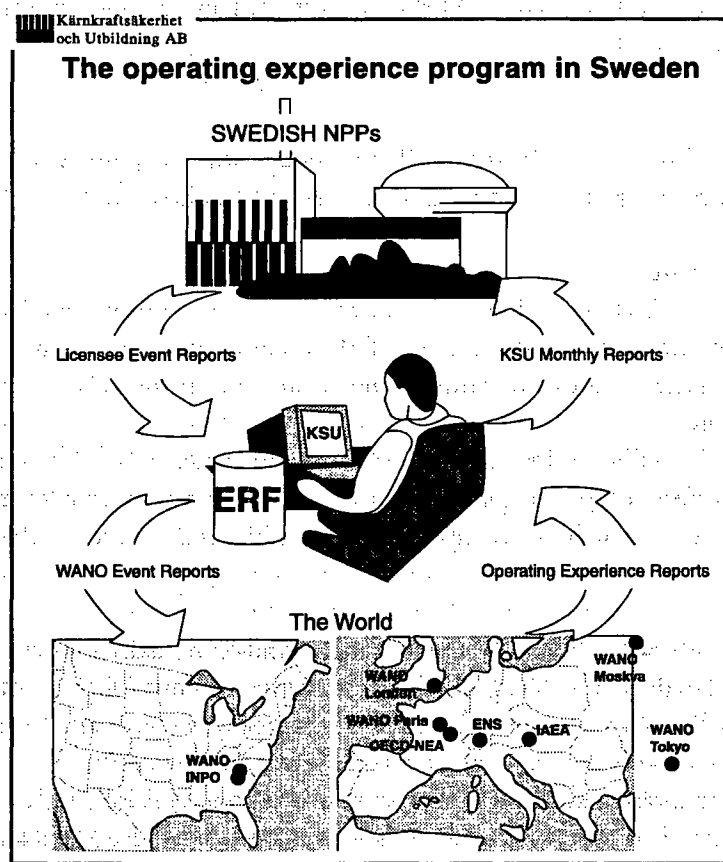 Kärnkraftsäkerhet
och Utbildning AB
The operating experience program in Sweden
SWEDISH NPPs
Licensee Event Reports
KSU Monthly Reports
KSU
ERF
WANO Event Reports
Operating Experience Reports
The World
WANO
INPO
WANO
London
WANO Paris
OECD-NEA
ENS
IAEA
WANO
Moskva
WANO
Tokyo